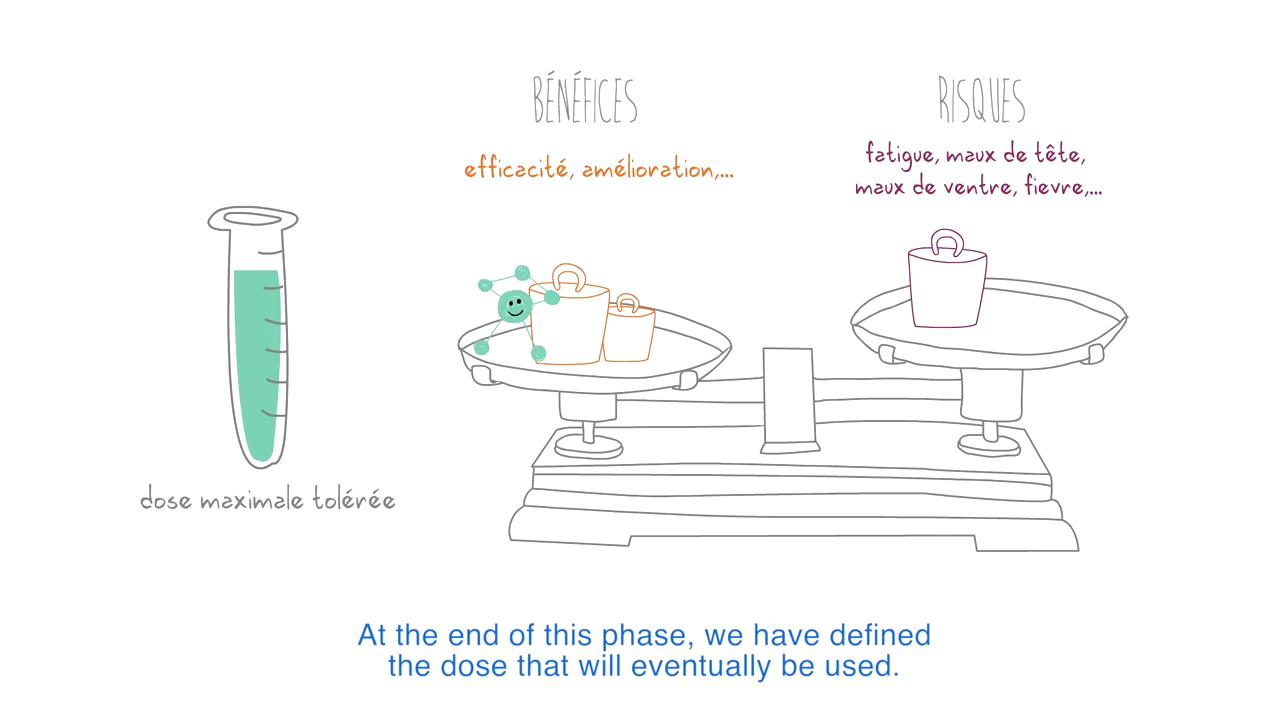 BÉNÉFICES
efficacité, amélioration,...
RISQUES
fatigue, maux de tête,
maux de ventre, fievre,...
dose maximale tolérée
At the end of this phase, we have defined
the dose that will eventually be used.